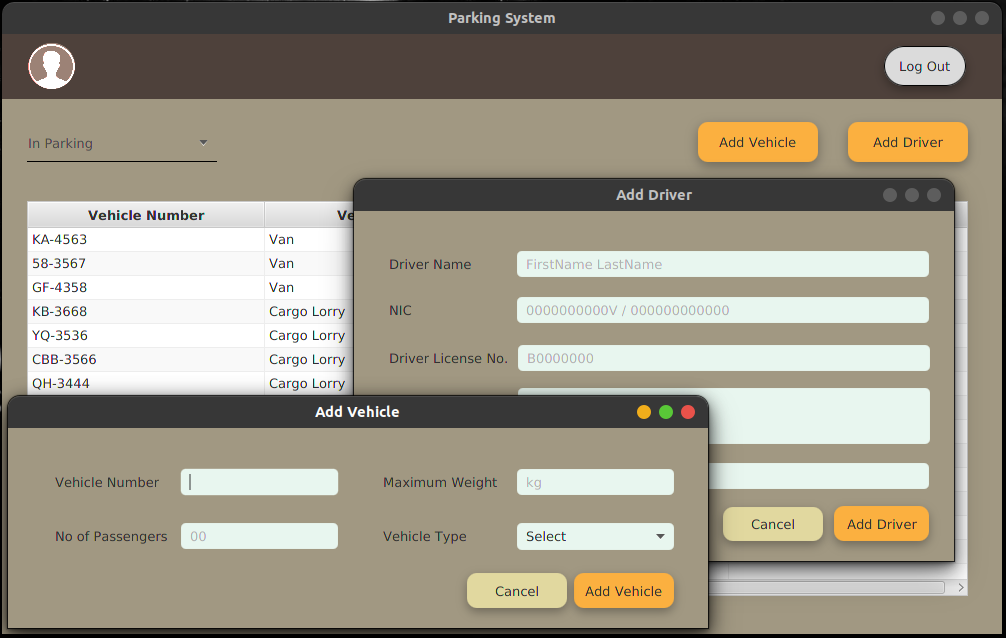 Parking System
Log Out
In Parking
Add Vehicle
Add Driver
Vehicle Number
KA-4563 Van
58-3567 Van
GF-4358 Van
KB-3668 Cargo Lorry
YQ-3536 Cargo Lorry
CBB-3566 Cargo Lorry
QH-3444 Cargo Lorry
Add Driver
Driver Name FirstName LastName
NIC 0000000000V / 000000000000
Driver License No. B0000000
Cancel Add Driver
Add Vehicle
Vehicle Number Maximum Weight kg
No of Passengers 00 Vehicle Type Select
Cancel Add Vehicle